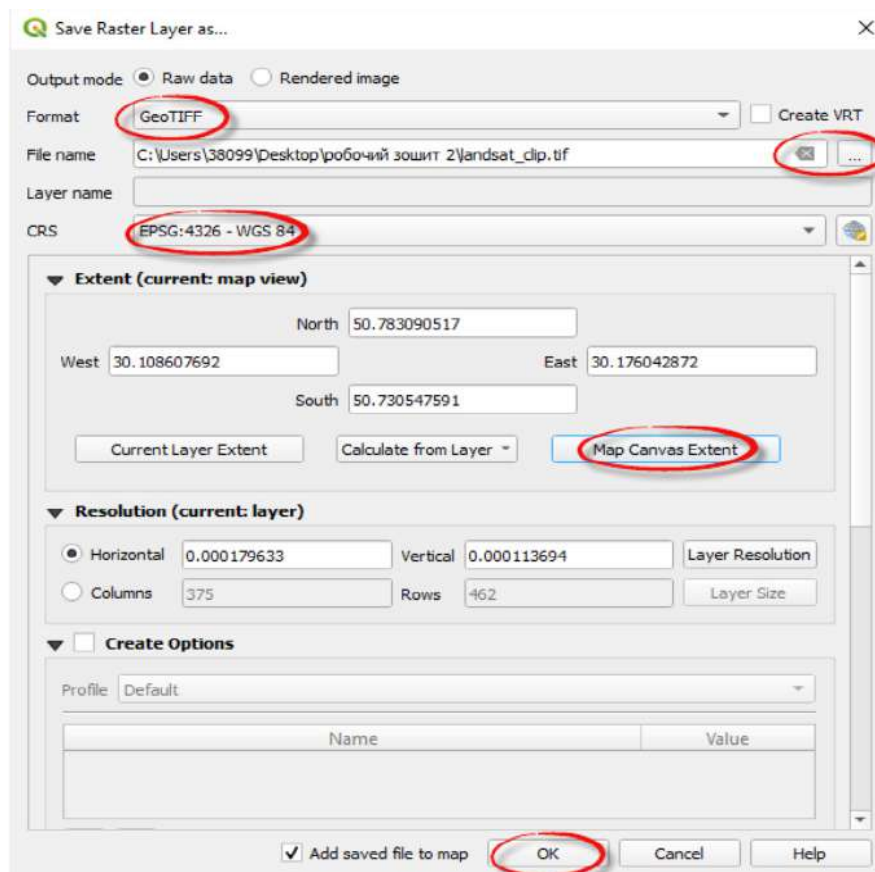 Save Raster Layer as...
Output mode Raw data Rendered image
Format GeoTIFF Create VRT
File name C:\Users\38099\Desktop\робочий зошит 2\landsat_clip.tif ...
Layer name
CRS EPSG:4326 - WGS 84
Extent (current: map view)
North 50.783090517
West 30.108607692 East 30.176042872
South 50.730547591
Current Layer Extent Calculate from Layer Map Canvas Extent
Resolution (current: layer)
Horizontal 0.000179633 Vertical 0.000113694 Layer Resolution
Columns 375 Rows 462 Layer Size
Create Options
Profile Default
Name Value
Add saved file to map OK Cancel Help